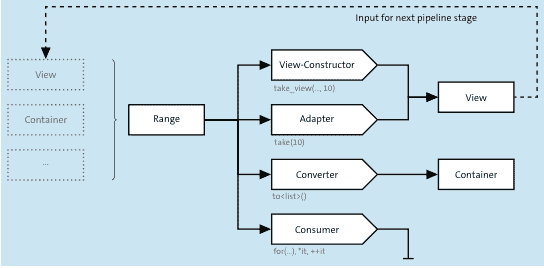 Input for next pipeline stage
View
Container
...
Range
View-Constructor
take_view(.., 10)
Adapter
take(10)
View
Converter
to<list>()
Container
Consumer
for(...), *it, ++it